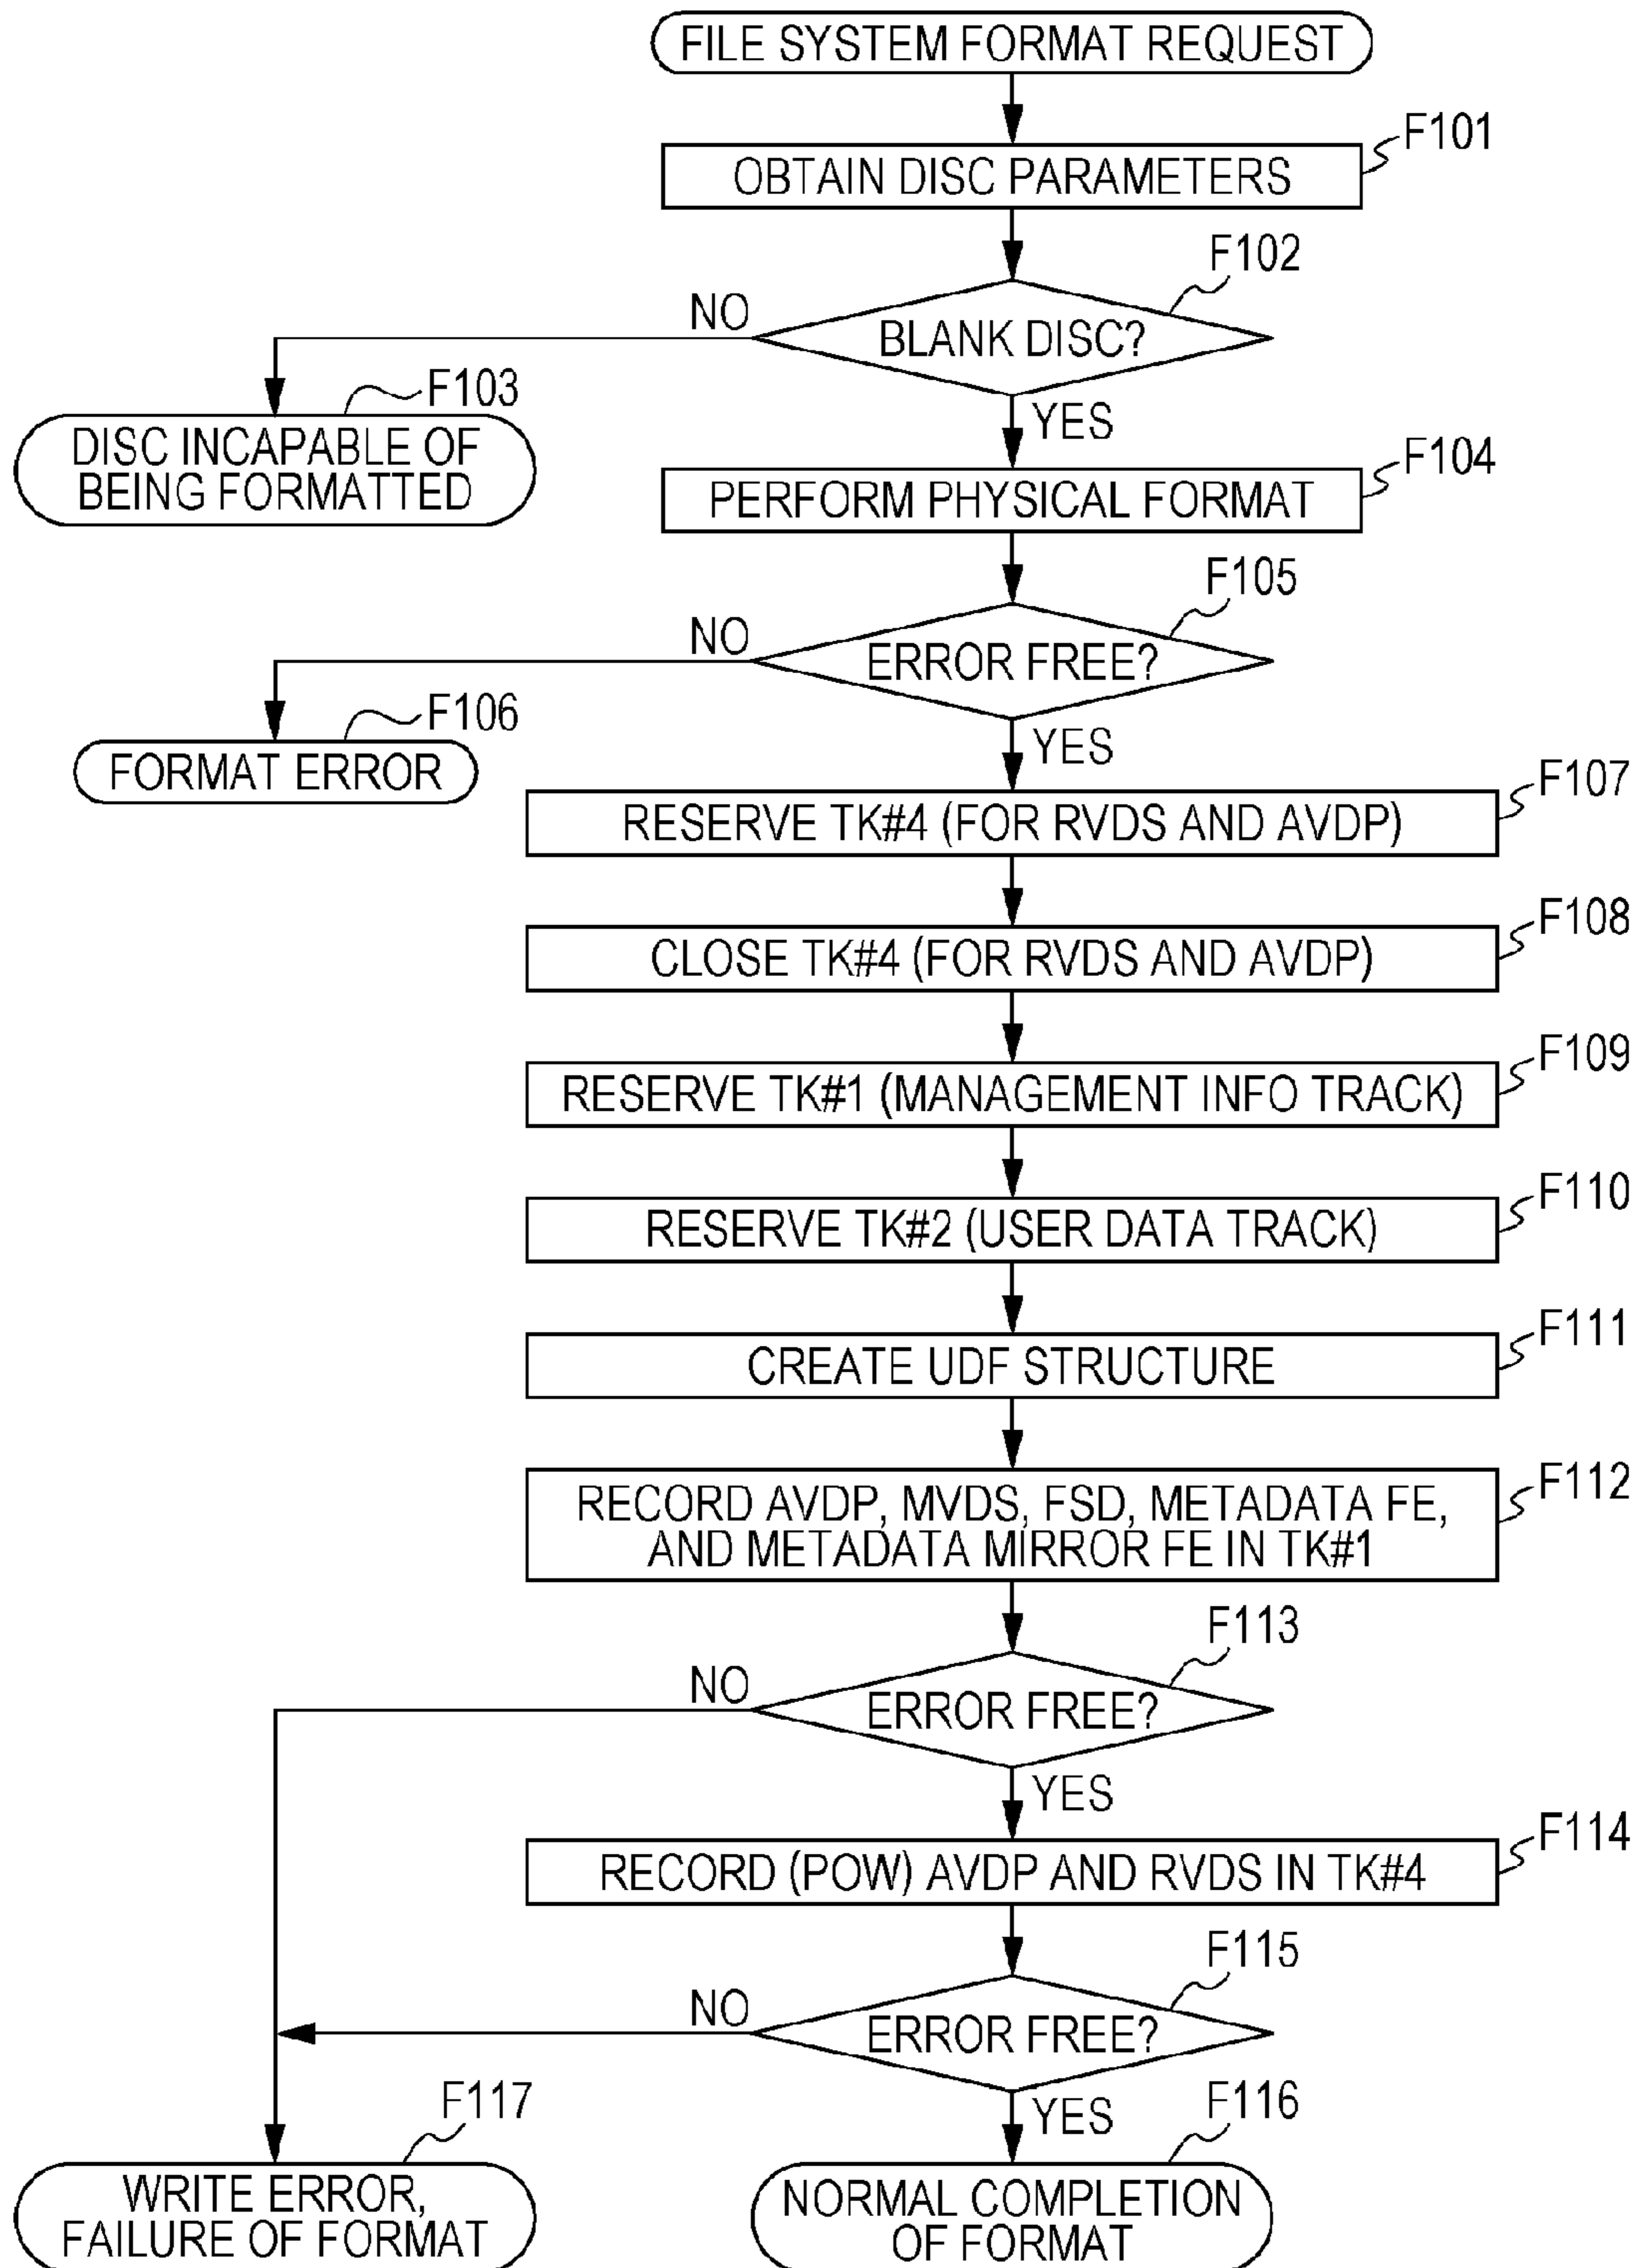 FILE SYSTEM FORMAT REQUEST
F101
OBTAIN DISC PARAMETERS
F102
NO
BLANK DISC?
F103
YES
DISC INCAPABLE OF
BEING FORMATTED
F104
PERFORM PHYSICAL FORMAT
F105
NO
ERROR FREE?
F106
YES
FORMAT ERROR
F107
RESERVE TK#4 (FOR RVDS AND AVDP)
F108
CLOSE TK#4 (FOR RVDS AND AVDP)
F109
RESERVE TK#1 (MANAGEMENT INFO TRACK)
F110
RESERVE TK#2 (USER DATA TRACK)
F111
CREATE UDF STRUCTURE
F112
RECORD AVDP, MVDS, FSD, METADATA FE,
AND METADATA MIRROR FE IN TK#1
F113
NO
ERROR FREE?
YES
F114
RECORD (POW) AVDP AND RVDS IN TK#4
F115
NO
ERROR FREE?
F117
YES
F116
WRITE ERROR,
FAILURE OF FORMAT
NORMAL COMPLETION
OF FORMAT